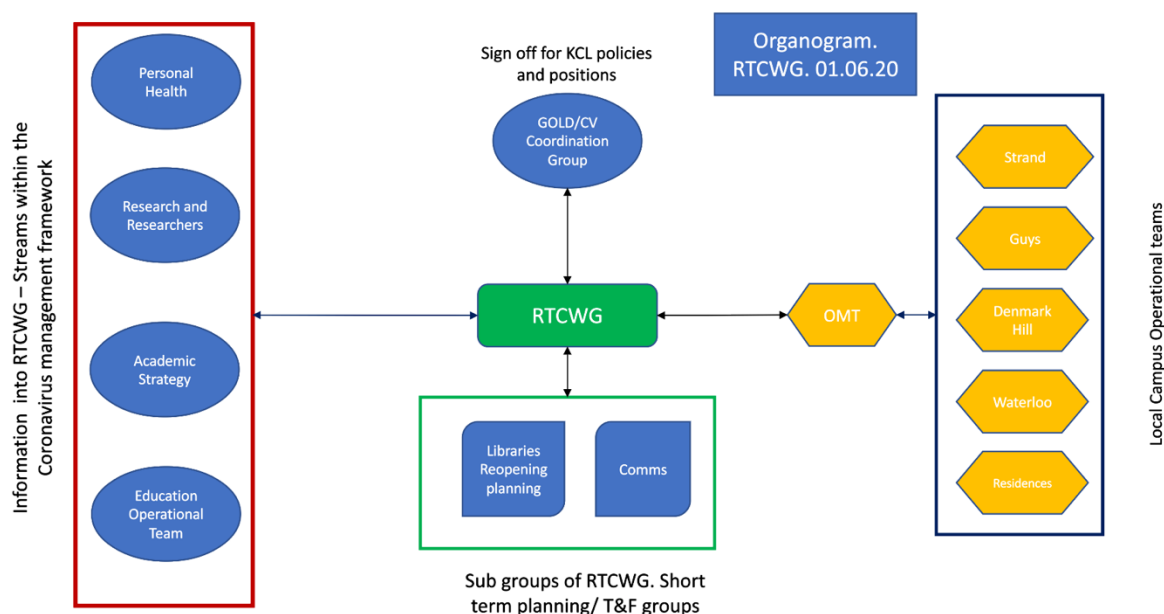 Information into RTCWG – Streams within the
Coronavirus management framework
Personal
Health
Research and
Researchers
Academic
Strategy
Education
Operational
Team
Sign off for KCL policies
and positions
GOLD/CV
Coordination
Group
RTCWG
Libraries
Reopening
planning
Comms
Sub groups of RTCWG. Short
term planning/ T&F groups
Organogram.
RTCWG. 01.06.20
OMT
Strand
Guys
Denmark
Hill
Waterloo
Residences
Local Campus Operational teams